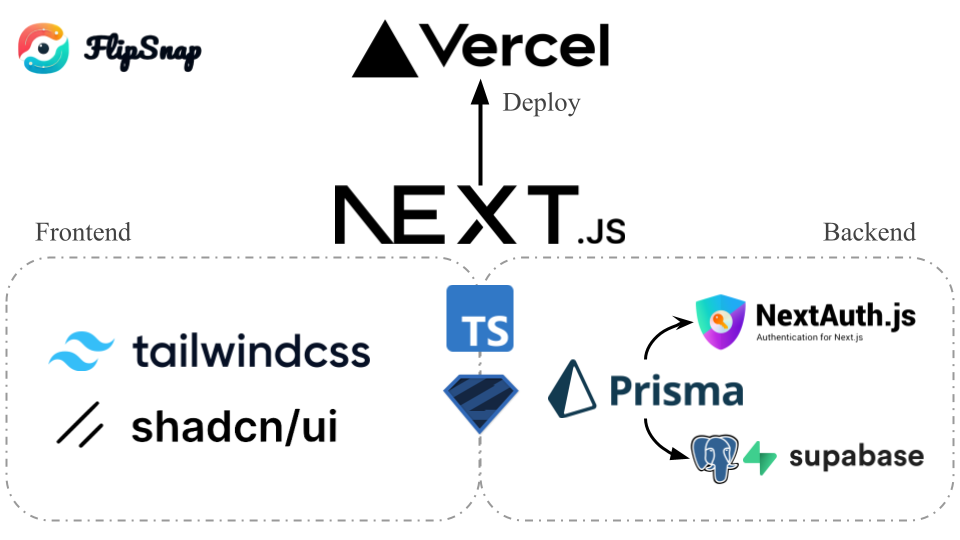 FlipSnap
Vercel
Deploy
NEXT.JS
Frontend
Backend
TS
tailwindcss
shadcn/ui
NextAuth.js
Authentication for Next.js
Prisma
supabase